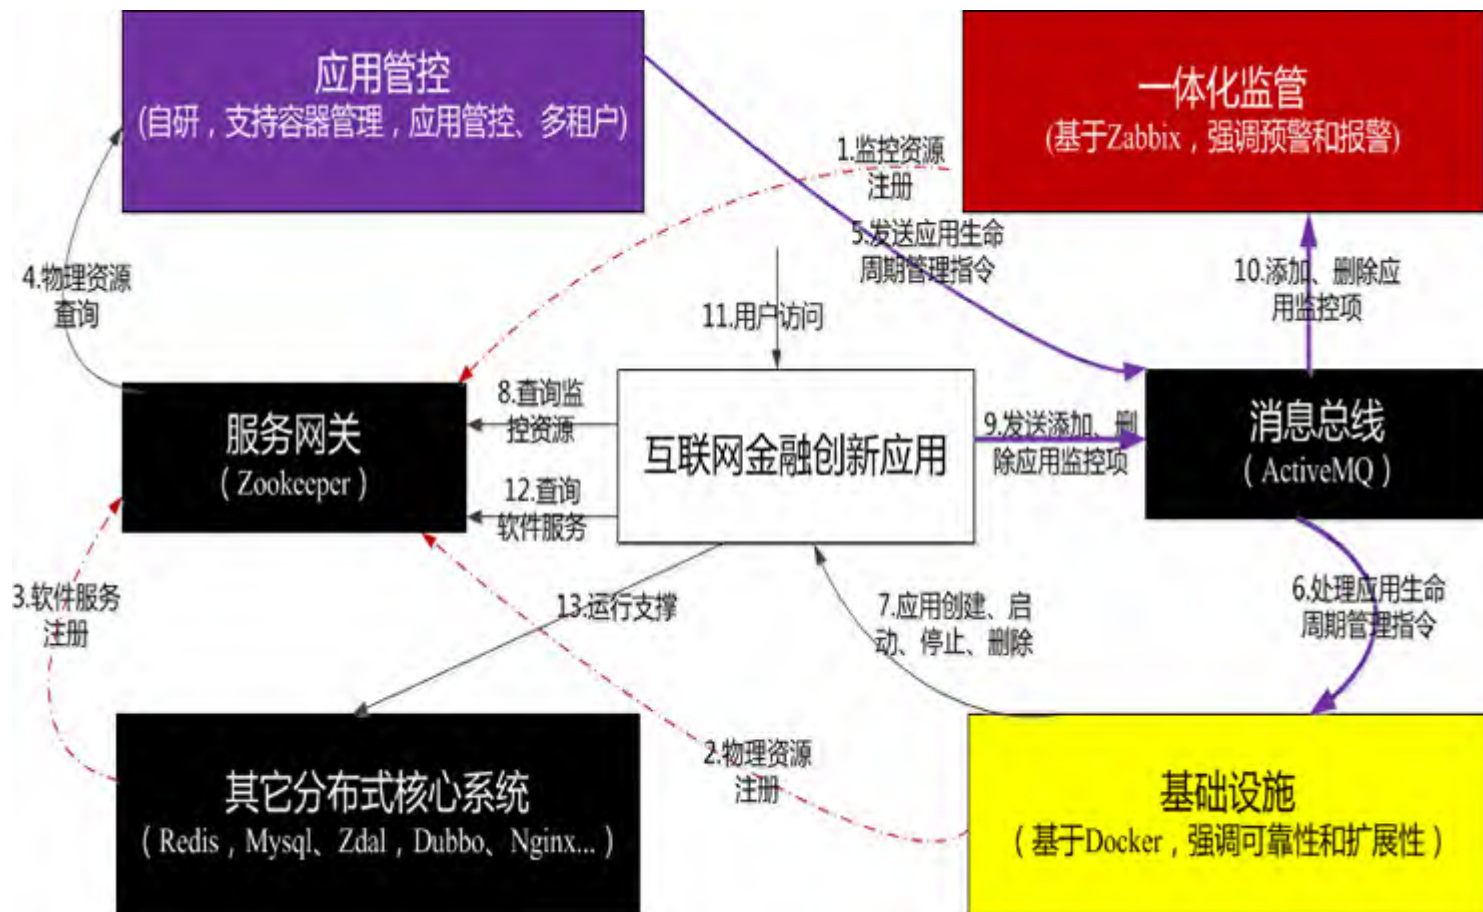 应用管控
(自研，支持容器管理，应用管控、多租户)
一体化监管
(基于Zabbix，强调预警和报警)
1.监控资源
注册
5.发送应用生命
周期管理指令
10.添加、删除应
用监控项
4.物理资源
查询
11.用户访问
服务网关
（Zookeeper）
8.查询监
控资源
12.查询
软件服务
互联网金融创新应用
9.发送添加、删
除应用监控项
消息总线
（ActiveMQ）
3.软件服务
注册
13.运行支撑
7.应用创建、启
动、停止、删除
6.处理应用生命
周期管理指令
2.物理资源
注册
其它分布式核心系统
（Redis，Mysql、Zdal，Dubbo、Nginx...）
基础设施
（基于Docker，强调可靠性和扩展性）